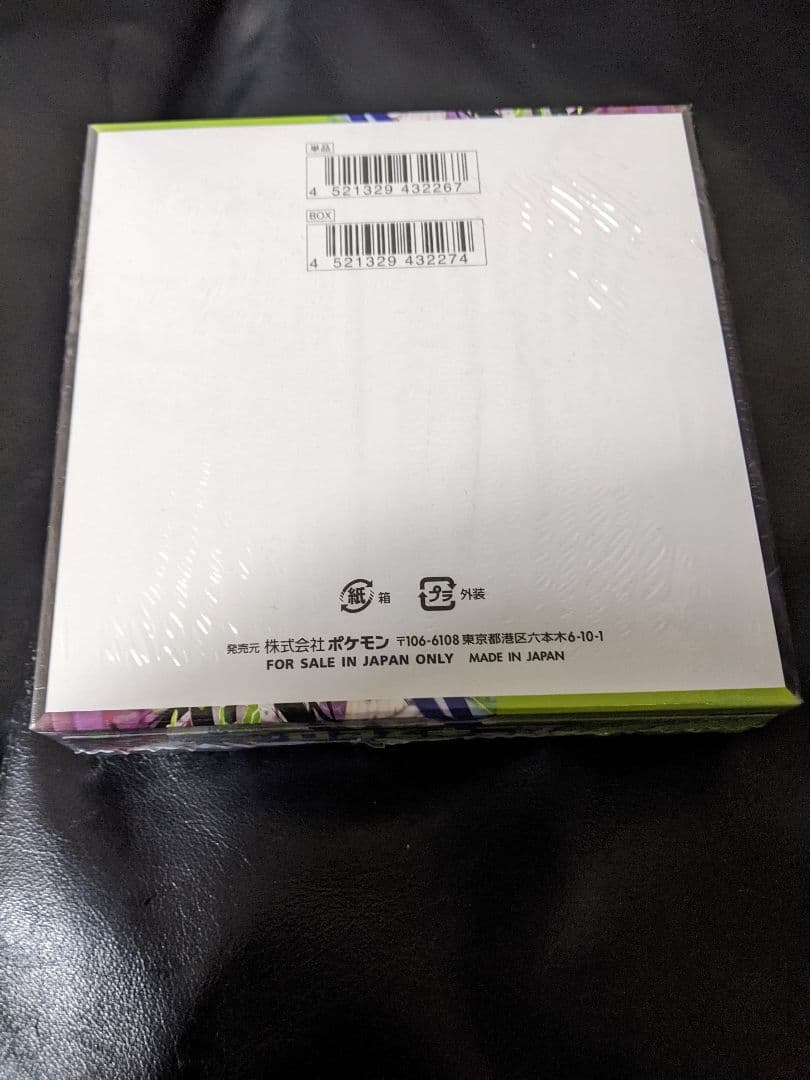 単品
4 521329 432267
BOX
4 521329 432274
紙 箱 プラ 外装
発売元 株式会社 ポケモン 〒106-6108 東京都港区六本木6-10-1
FOR SALE IN JAPAN ONLY MADE IN JAPAN